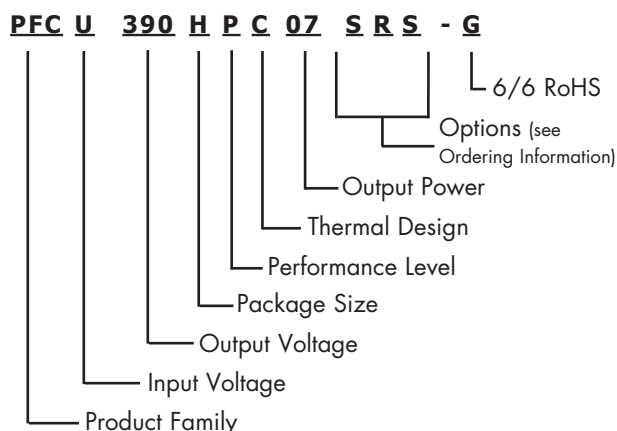 PFC U 390 H P C 07 S R S - G
6/6 RoHS
Options (see
Ordering Information)
Output Power
Thermal Design
Performance Level
Package Size
Output Voltage
Input Voltage
Product Family